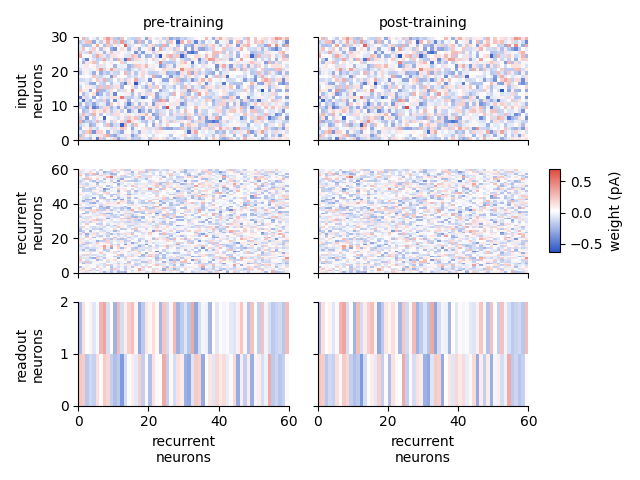 pre-training
post-training
30
20
10
0
input
neurons
60
40
20
0
recurrent
neurons
0.5
0.0
−0.5
weight (pA)
2
1
0
readout
neurons
0 20 40 60
0 20 40 60
recurrent
neurons
recurrent
neurons